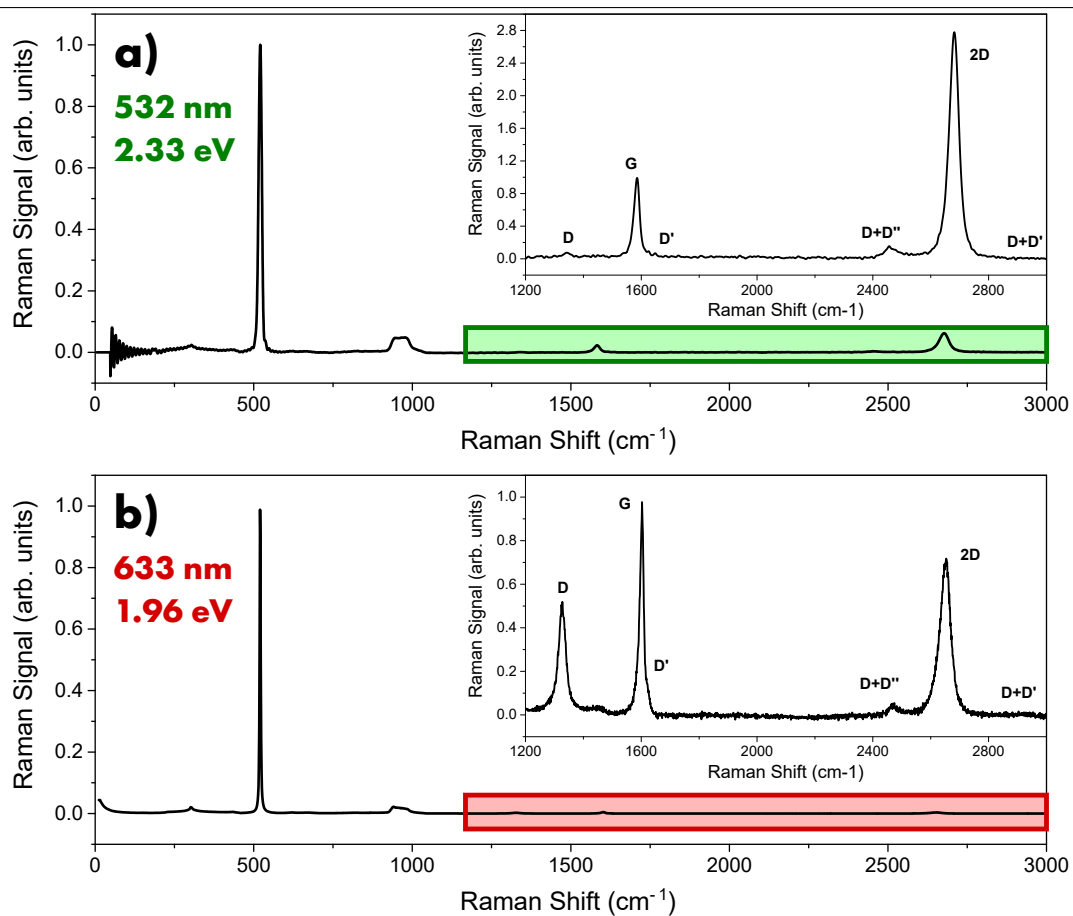 a)
532 nm
2.33 eV
Raman Signal (arb. units)
1.0
0.8
0.6
0.4
0.2
0.0
0 500 1000 1500 2000 2500 3000
Raman Shift (cm-1)
Raman Signal (arb. units)
2.8
2.4
2.0
1.6
1.2
0.8
0.4
0.0
D
G
D'
D+D''
2D
D+D'
1200 1600 2000 2400 2800
Raman Shift (cm-1)
b)
633 nm
1.96 eV
Raman Signal (arb. units)
1.0
0.8
0.6
0.4
0.2
0.0
0 500 1000 1500 2000 2500 3000
Raman Shift (cm-1)
Raman Signal (arb. units)
1.0
0.8
0.6
0.4
0.2
0.0
D
G
D'
D+D''
2D
D+D'
1200 1600 2000 2400 2800
Raman Shift (cm-1)